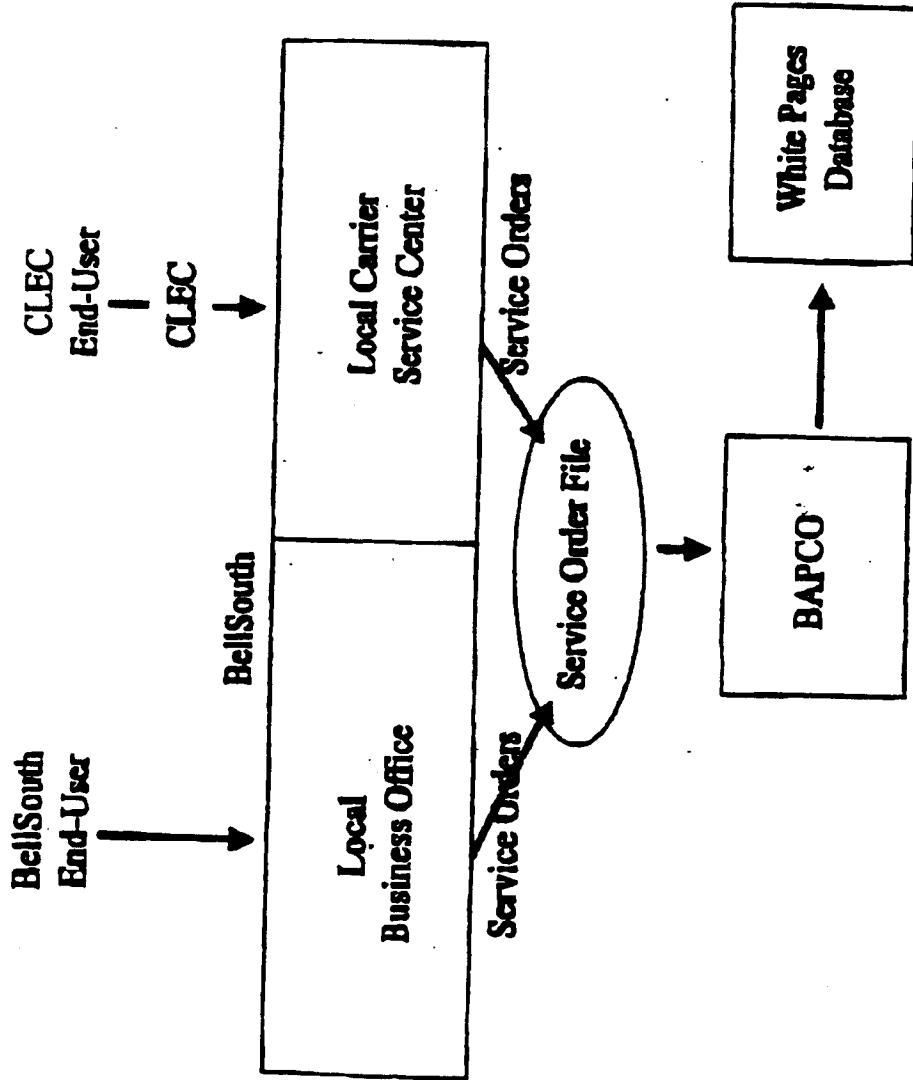 BellSouth
End-User
CLEC
End-User
CLEC
BellSouth
Local
Business Office
Local Carrier
Service Center
Service Orders
Service Orders
Service Order File
BAPCO
White Pages
Database